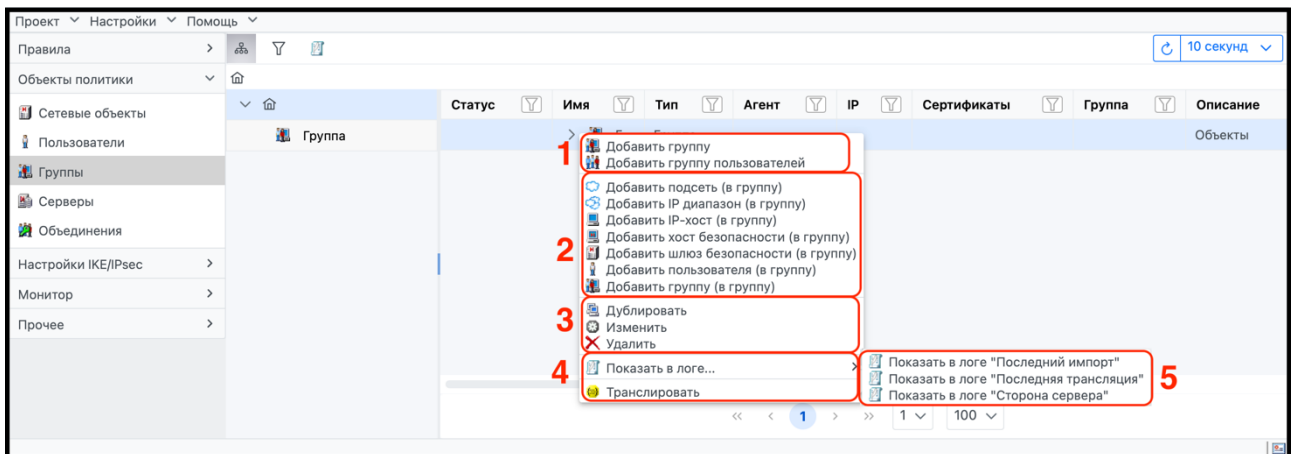 Проект Настройки Помощь
Правила
10 секунд
Объекты политики
Статус Имя Тип Агент IP Сертификаты Группа Описание
Сетевые объекты
Группа
Объекты
Пользователи
Группы
Серверы
Объединения
Настройки IKE/IPsec
Монитор
Прочее
1
Добавить группу
Добавить группу пользователей
2
Добавить подсеть (в группу)
Добавить IP диапазон (в группу)
Добавить IP-хост (в группу)
Добавить хост безопасности (в группу)
Добавить шлюз безопасности (в группу)
Добавить пользователя (в группу)
Добавить группу (в группу)
3
Дублировать
Изменить
Удалить
4
Показать в логе...
Транслировать
Показать в логе "Последний импорт"
Показать в логе "Последняя трансляция"
Показать в логе "Сторона сервера"
5
<< < 1 > >> 1 100